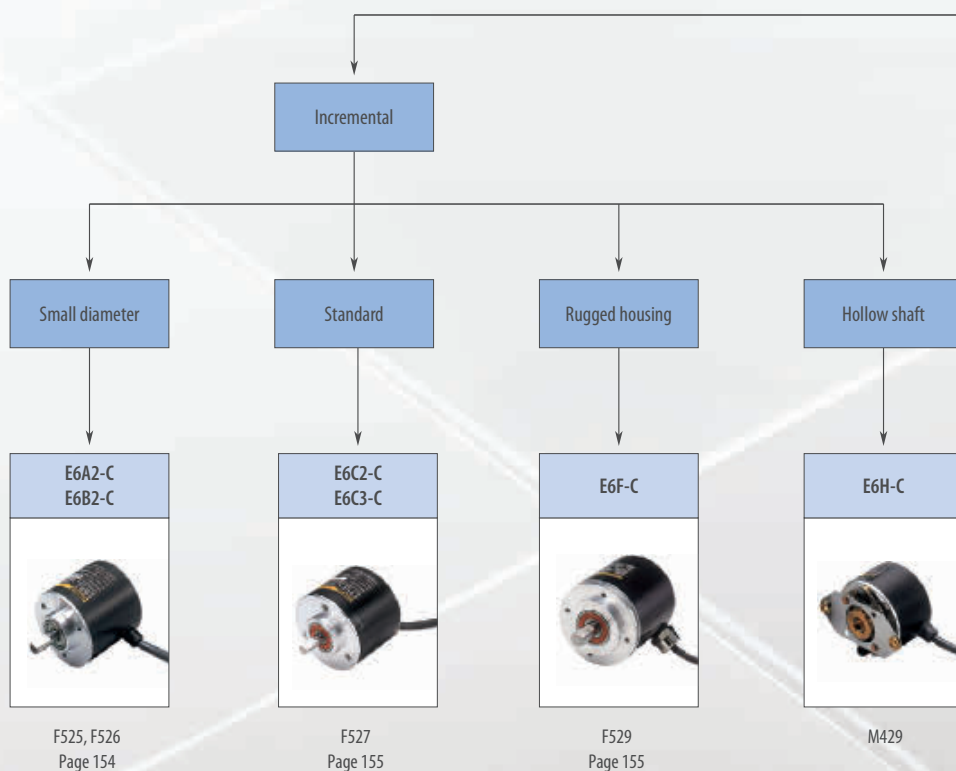 Incremental
Small diameter
Standard
Rugged housing
Hollow shaft
E6A2-C
E6B2-C
E6C2-C
E6C3-C
E6F-C
E6H-C
F525, F526
Page 154
F527
Page 155
F529
Page 155
M429